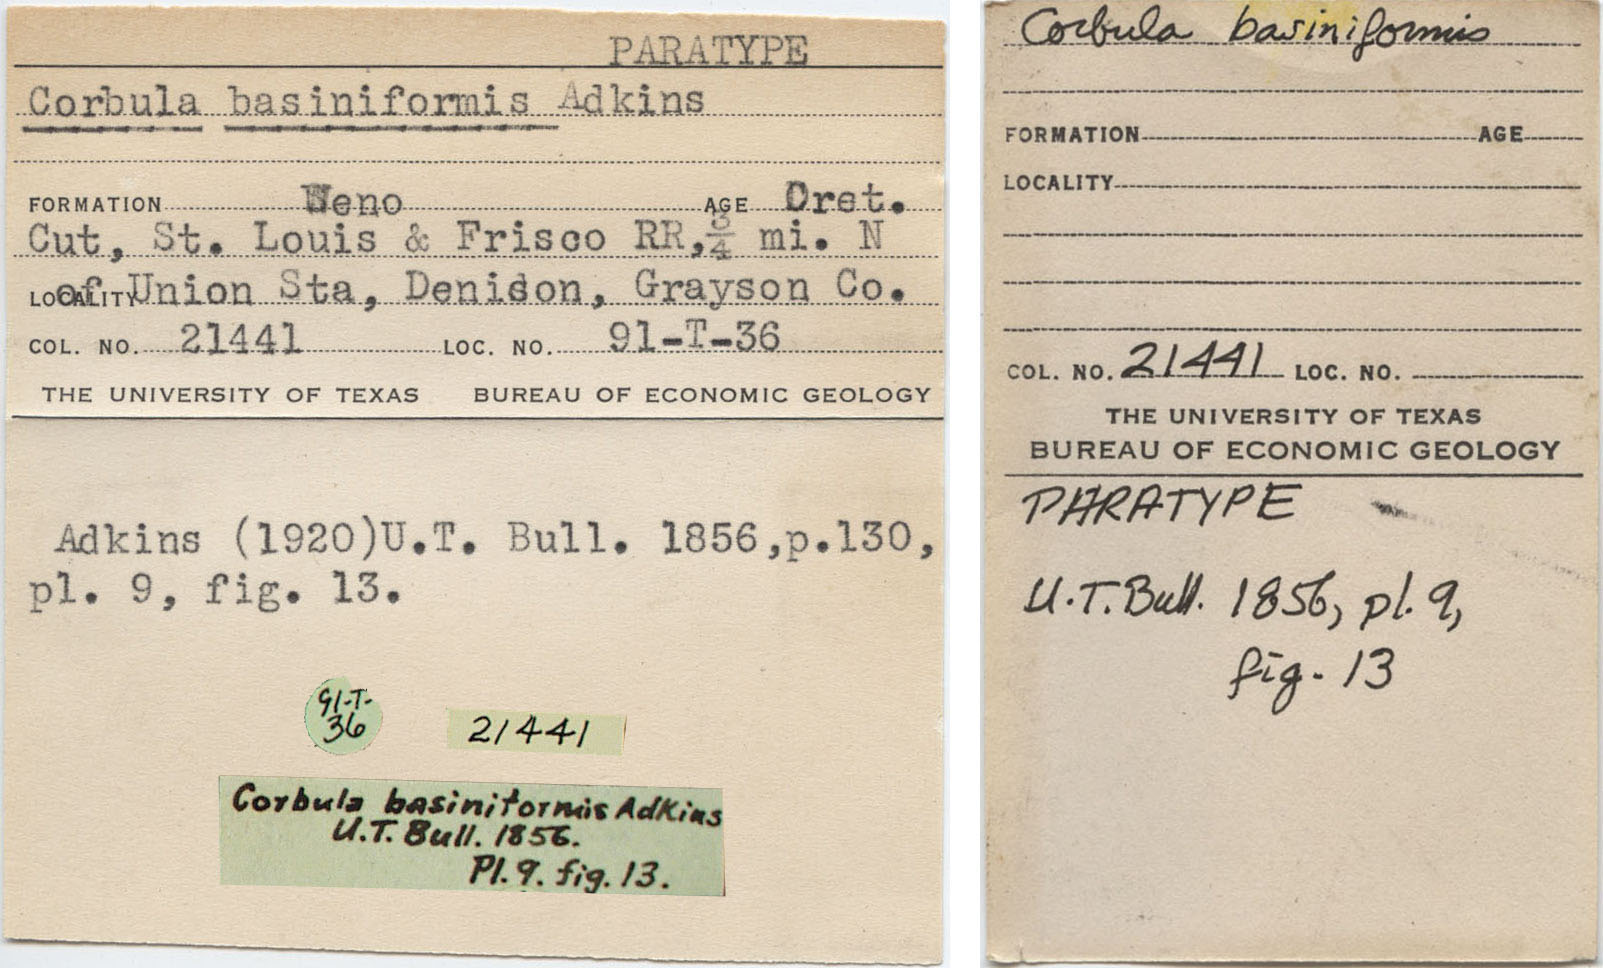 PARATYPE
Corbula basiniformis Adkins
FORMATION Weno AGE Cret.
Cut, St. Louis & Frisco RR, 3/4 mi. N
LOCALITY of Union Sta, Denison, Grayson Co.
COL. NO. 21441 LOC. NO. 91-T-36
THE UNIVERSITY OF TEXAS BUREAU OF ECONOMIC GEOLOGY
Adkins (1920)U.T. Bull. 1856,p.130,
pl. 9, fig. 13.
91-T-
36
21441
Corbula basiniformis Adkins
U.T. Bull. 1856.
Pl. 9. fig. 13.
Corbula basiniformis
FORMATION AGE
LOCALITY
COL. NO. 21441 LOC. NO.
THE UNIVERSITY OF TEXAS
BUREAU OF ECONOMIC GEOLOGY
PARATYPE
U.T. Bull. 1856, pl. 9,
fig. 13